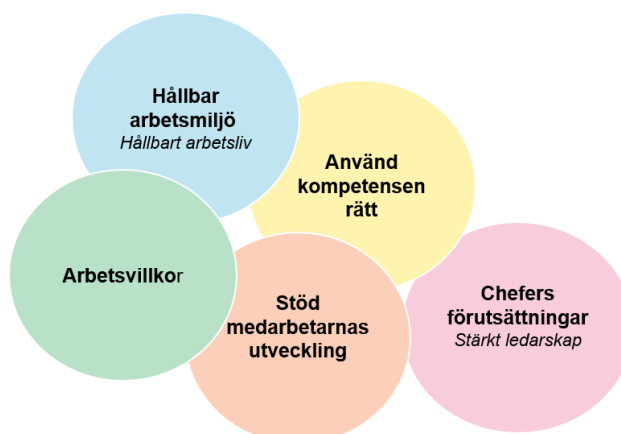 Hållbar
arbetsmiljö
Hållbart arbetsliv
Använd
kompetensen
rätt
Arbetsvillkor
Stöd
medarbetarnas
utveckling
Chefers
förutsättningar
Stärkt ledarskap